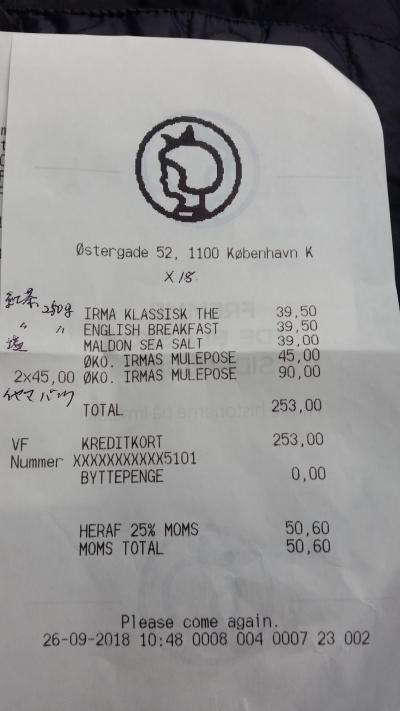 Østergade 52, 1100 København K
×18.
紅茶 250g IRMA KLASSISK THE 39,50
〃 〃 ENGLISH BREAKFAST 39,50
塩 MALDON SEA SALT 39,00
ØKO. IRMAS MULEPOSE 45,00
2x45,00 ØKO. IRMAS MULEPOSE 90,00
TOTAL 253,00
VF KREDITKORT 253,00
Nummer XXXXXXXXXXX5101
BYTTEPENGE 0,00
HERAF 25% MOMS 50,60
MOMS TOTAL 50,60
Please come again.
26-09-2018 10:48 0008 004 0007 23 002